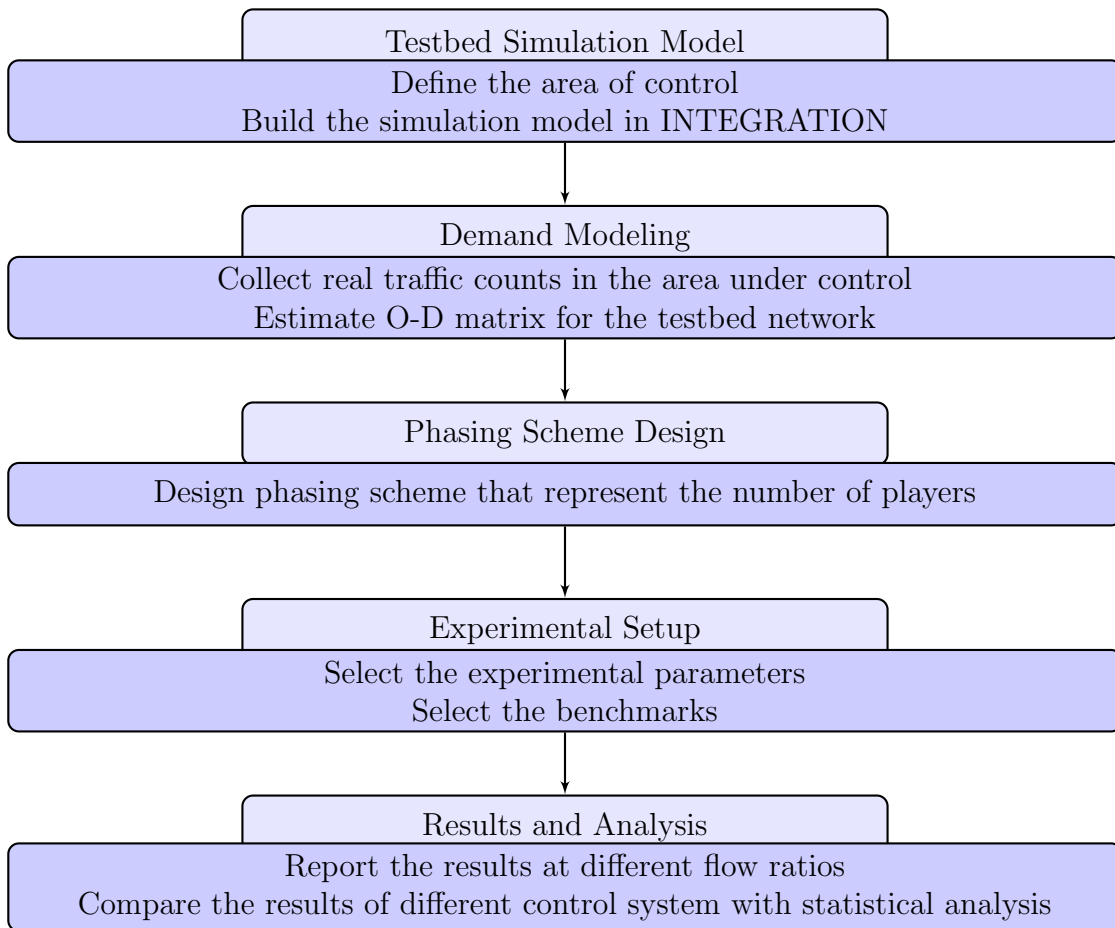 Testbed Simulation Model
Define the area of control
Build the simulation model in INTEGRATION
Demand Modeling
Collect real traffic counts in the area under control
Estimate O-D matrix for the testbed network
Phasing Scheme Design
Design phasing scheme that represent the number of players
Experimental Setup
Select the experimental parameters
Select the benchmarks
Results and Analysis
Report the results at different flow ratios
Compare the results of different control system with statistical analysis